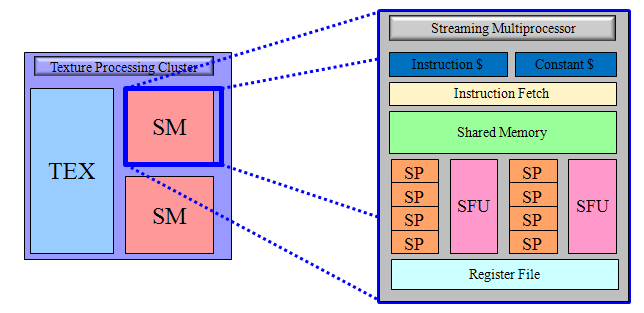 Texture Processing Cluster
TEX
SM
SM
Streaming Multiprocessor
Instruction $ Constant $
Instruction Fetch
Shared Memory
SP
SP
SP
SP
SFU
SP
SP
SP
SP
SFU
Register File